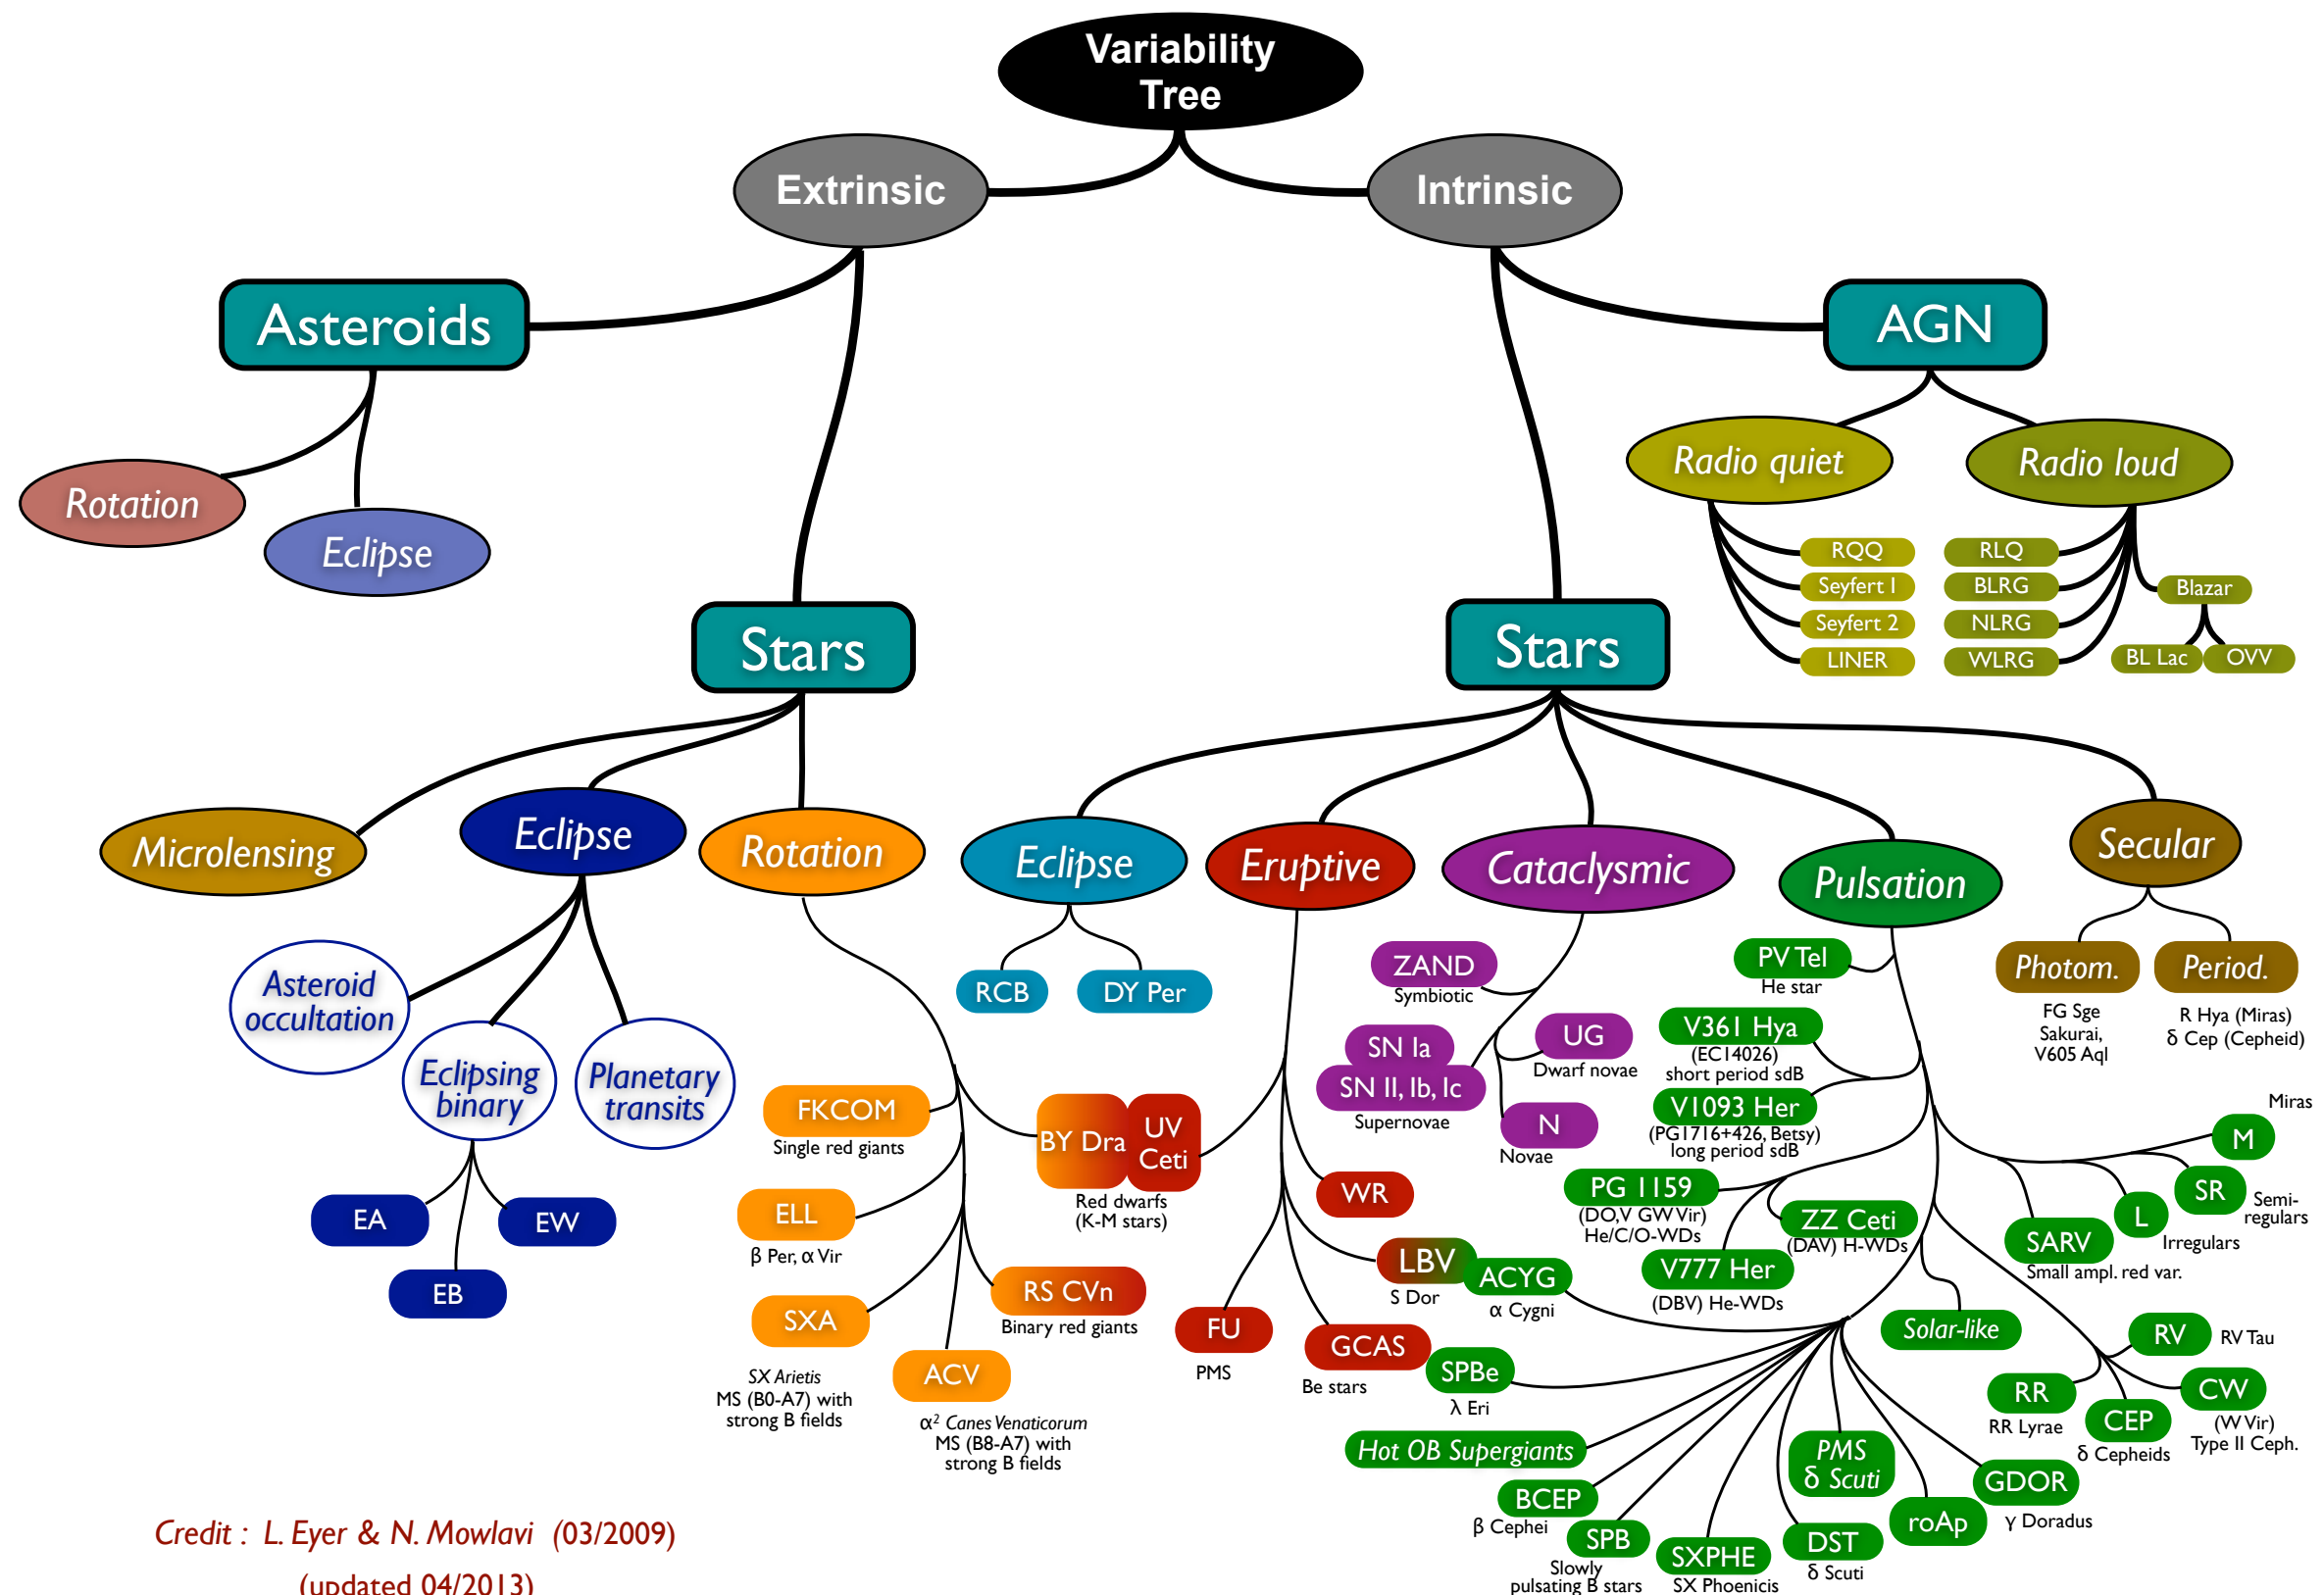 Variability
Tree
Extrinsic
Intrinsic
Asteroids
AGN
Rotation
Eclipse
Radio quiet
Radio loud
RQQ
Seyfert 1
Seyfert 2
LINER
RLQ
BLRG
NLRG
WLRG
Blazar
BL Lac
OVV
Stars
Stars
Microlensing
Eclipse
Rotation
Eclipse
Eruptive
Cataclysmic
Pulsation
Secular
Asteroid
occultation
Eclipsing
binary
Planetary
transits
EA
EW
EB
FKCOM
Single red giants
ELL
β Per, α Vir
SXA
SX Arietis
MS (B0-A7) with
strong B fields
ACV
α² Canes Venaticorum
MS (B8-A7) with
strong B fields
RS CVn
Binary red giants
BY Dra
UV
Ceti
Red dwarfs
(K-M stars)
RCB
DY Per
WR
LBV
S Dor
FU
PMS
GCAS
Be stars
ZAND
Symbiotic
SN Ia
SN II, Ib, Ic
Supernovae
UG
Dwarf novae
N
Novae
PV Tel
He star
V361 Hya
(EC14026)
short period sdB
V1093 Her
(PG1716+426, Betsy)
long period sdB
PG 1159
(DO,V GW Vir)
He/C/O-WDs
ZZ Ceti
(DAV) H-WDs
V777 Her
(DBV) He-WDs
ACYG
α Cygni
SPBe
λ Eri
Hot OB Supergiants
BCEP
β Cephei
SPB
Slowly
pulsating B stars
SXPHE
SX Phoenicis
DST
δ Scuti
PMS
δ Scuti
roAp
GDOR
γ Doradus
Solar-like
Photom.
FG Sge
Sakurai,
V605 Aql
Period.
R Hya (Miras)
δ Cep (Cepheid)
Miras
M
SR
Semi-
regulars
L
Irregulars
SARV
Small ampl. red var.
RV
RV Tau
RR
RR Lyrae
CW
(W Vir)
Type II Ceph.
CEP
δ Cepheids
Credit : L. Eyer & N. Mowlavi (03/2009)
(updated 04/2013)